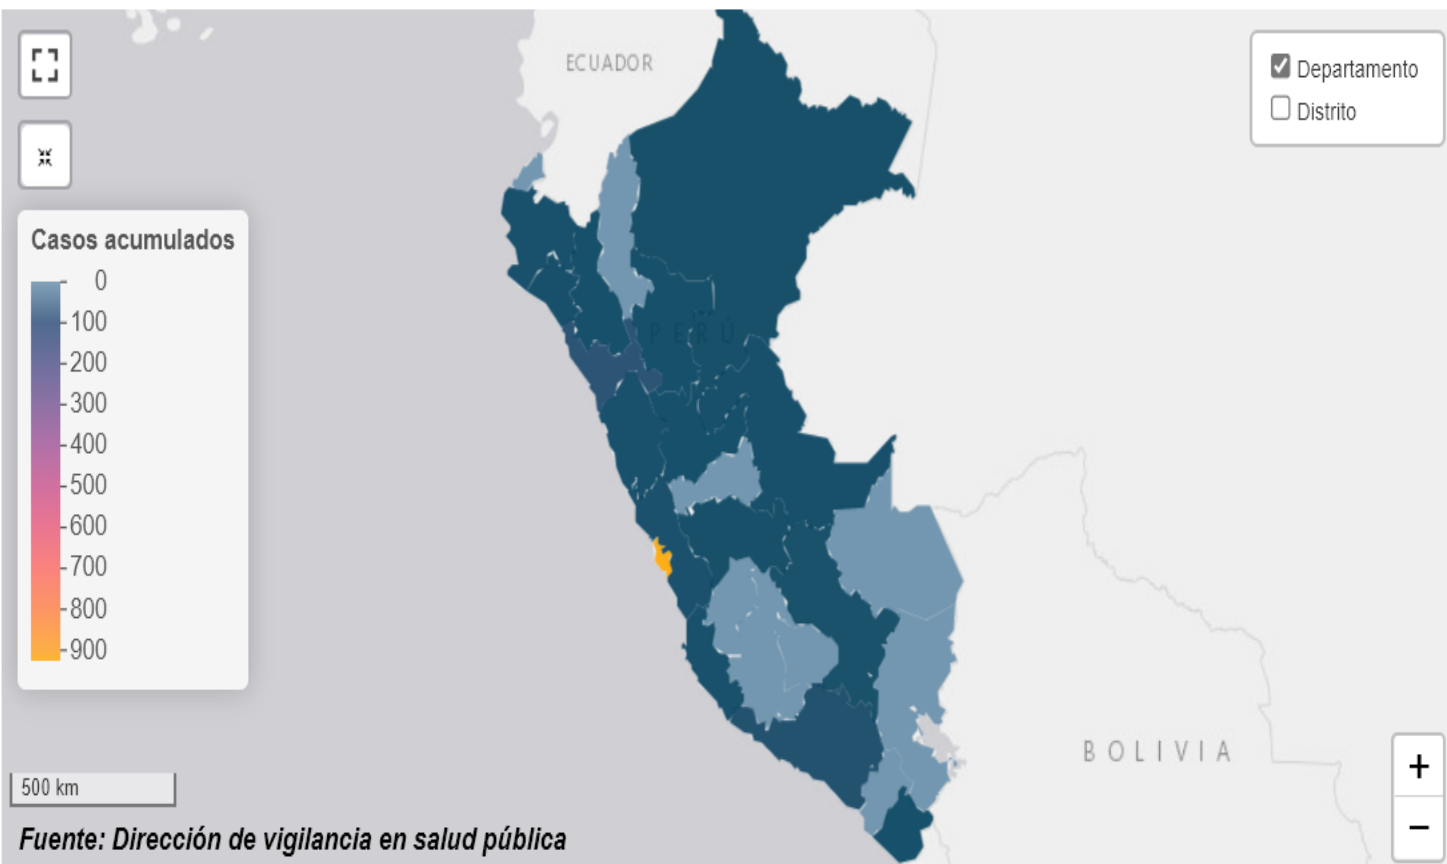 ECUADOR
Departamento
Distrito
Casos acumulados
0
100
200
300
400
500
600
700
800
900
PERÚ
BOLIVIA
500 km
+
−
Fuente: Dirección de vigilancia en salud pública